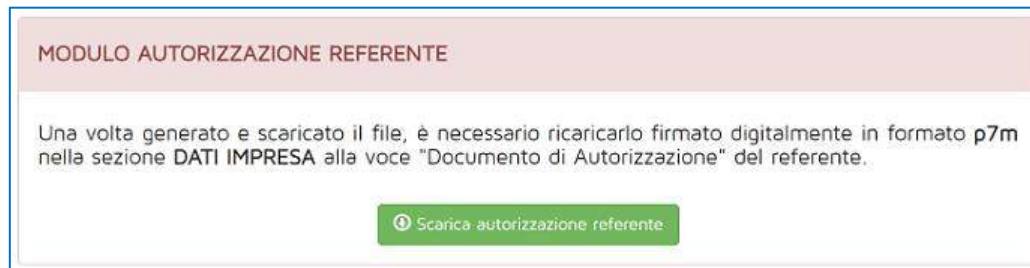 MODULO AUTORIZZAZIONE REFERENTE
Una volta generato e scaricato il file, è necessario ricaricarlo firmato digitalmente in formato p7m
nella sezione DATI IMPRESA alla voce "Documento di Autorizzazione" del referente.
Scarica autorizzazione referente